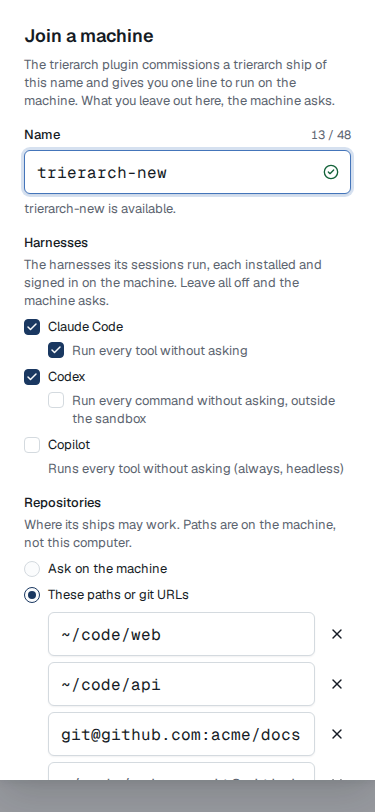 Join a machine
The trierarch plugin commissions a trierarch ship of
this name and gives you one line to run on the
machine. What you leave out here, the machine asks.
Name 13 / 48
trierarch-new
trierarch-new is available.
Harnesses
The harnesses its sessions run, each installed and
signed in on the machine. Leave all off and the
machine asks.
Claude Code
Run every tool without asking
Codex
Run every command without asking, outside
the sandbox
Copilot
Runs every tool without asking (always, headless)
Repositories
Where its ships may work. Paths are on the machine,
not this computer.
Ask on the machine
These paths or git URLs
~/code/web
~/code/api
git@github.com:acme/docs